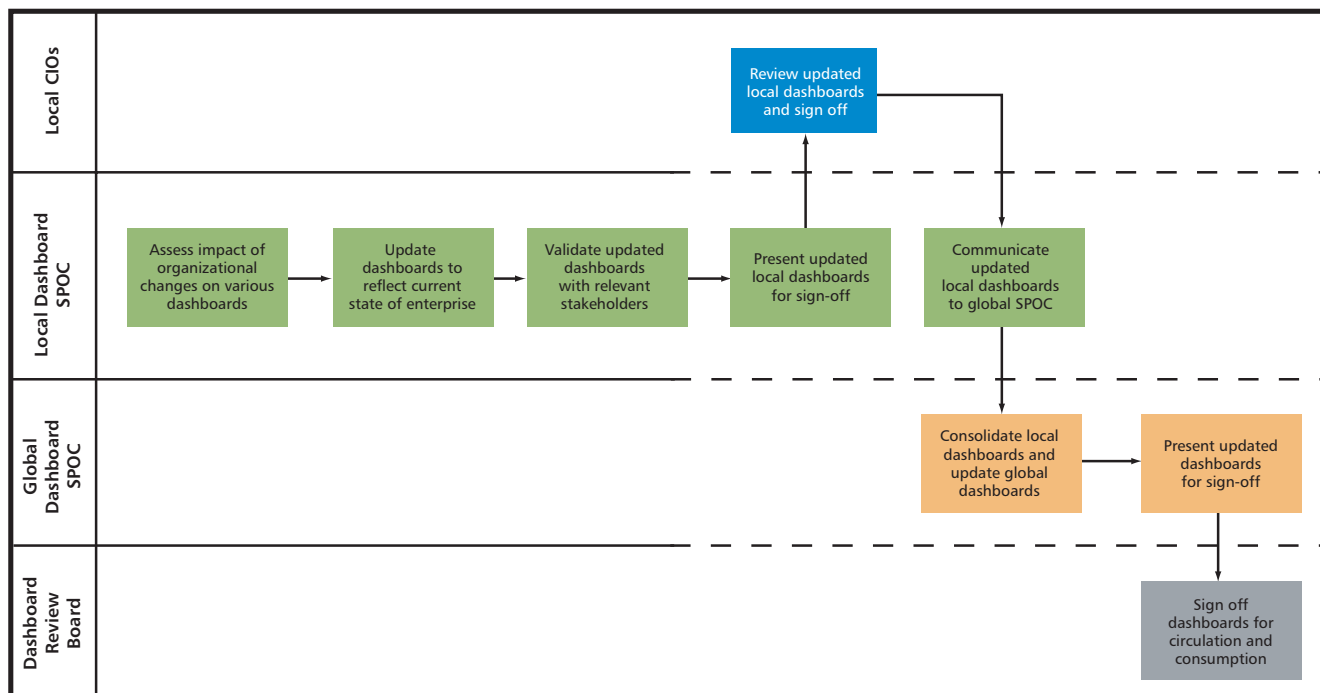 Local CIOs
Review updated
local dashboards
and sign off
Local Dashboard
SPOC
Assess impact of
organizational
changes on various
dashboards
Update
dashboards to
reflect current
state of enterprise
Validate updated
dashboards
with relevant
stakeholders
Present updated
local dashboards
for sign-off
Communicate
updated
local dashboards
to global SPOC
Global
Dashboard
SPOC
Consolidate local
dashboards and
update global
dashboards
Present updated
dashboards
for sign-off
Dashboard
Review
Board
Sign off
dashboards for
circulation and
consumption